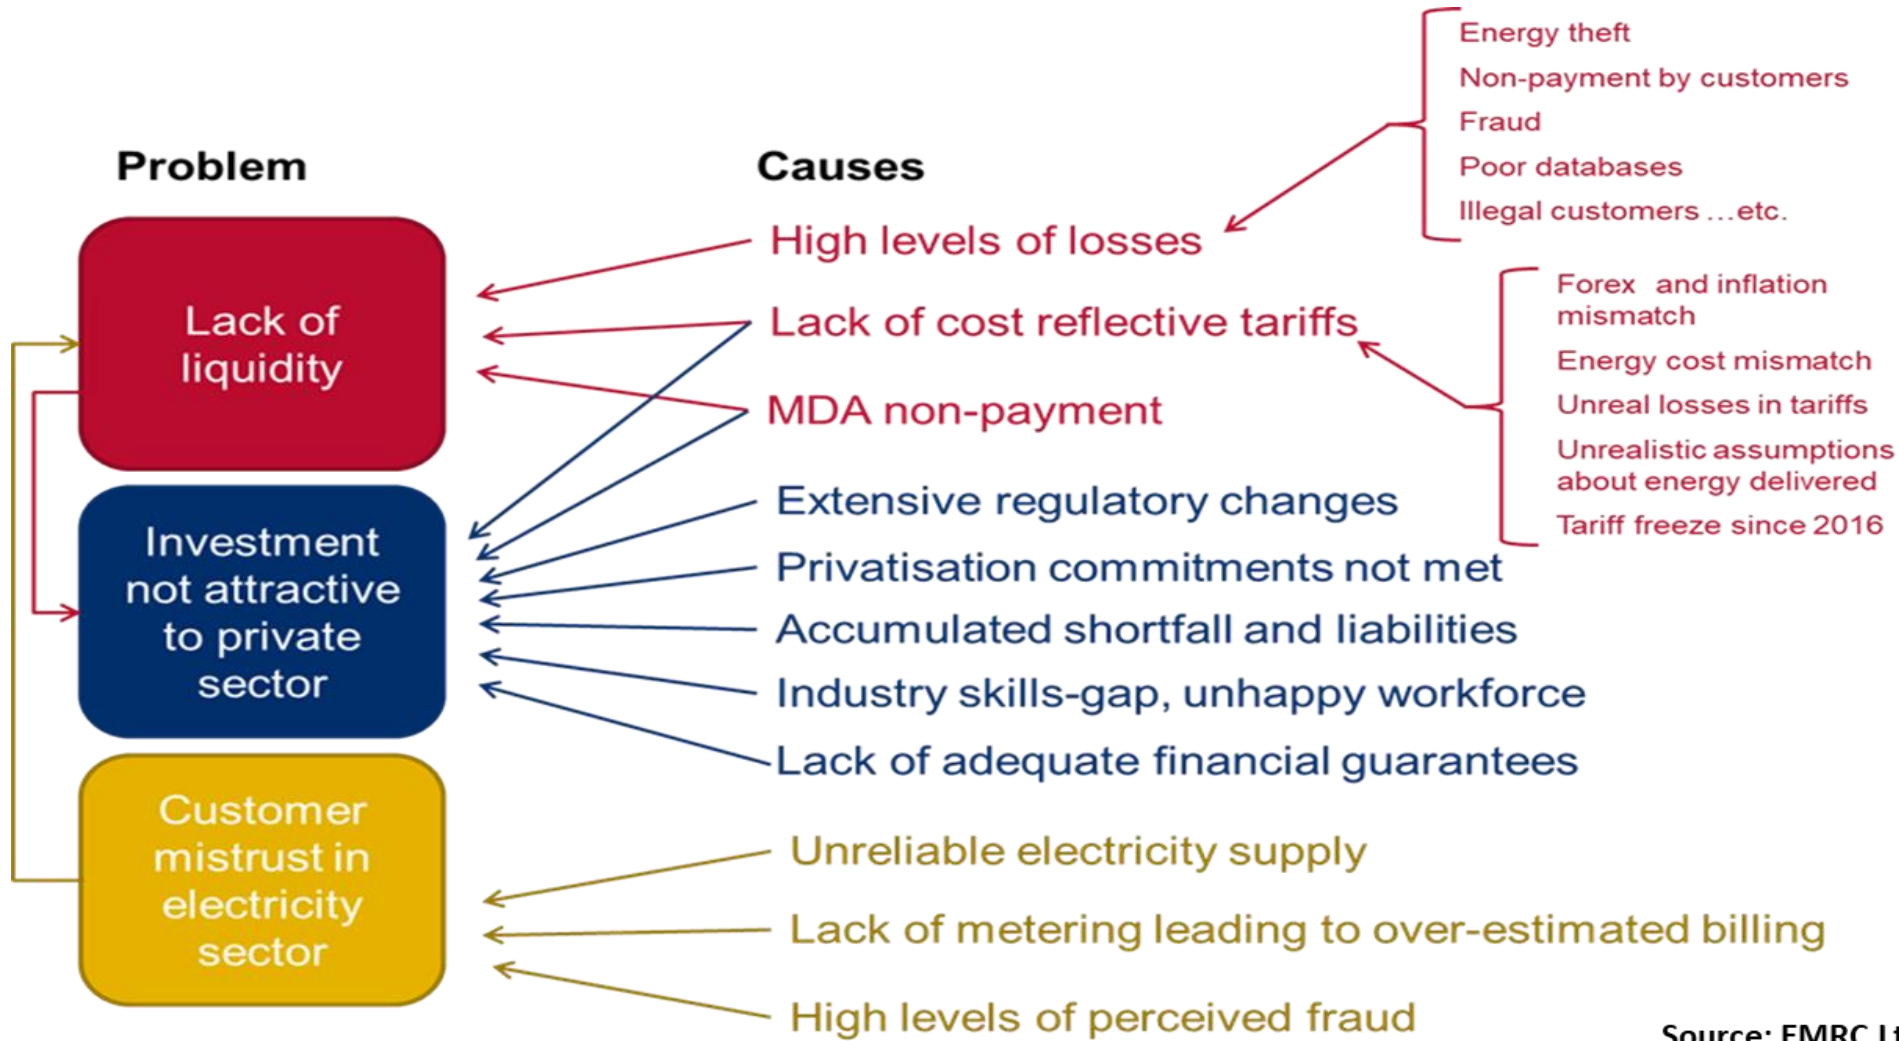 Problem
Causes
Lack of
liquidity
Investment
not attractive
to private
sector
Customer
mistrust in
electricity
sector
High levels of losses
Lack of cost reflective tariffs
MDA non-payment
Extensive regulatory changes
Privatisation commitments not met
Accumulated shortfall and liabilities
Industry skills-gap, unhappy workforce
Lack of adequate financial guarantees
Unreliable electricity supply
Lack of metering leading to over-estimated billing
High levels of perceived fraud
Energy theft
Non-payment by customers
Fraud
Poor databases
Illegal customers ...etc.
Forex and inflation
mismatch
Energy cost mismatch
Unreal losses in tariffs
Unrealistic assumptions
about energy delivered
Tariff freeze since 2016
Source: EMRC